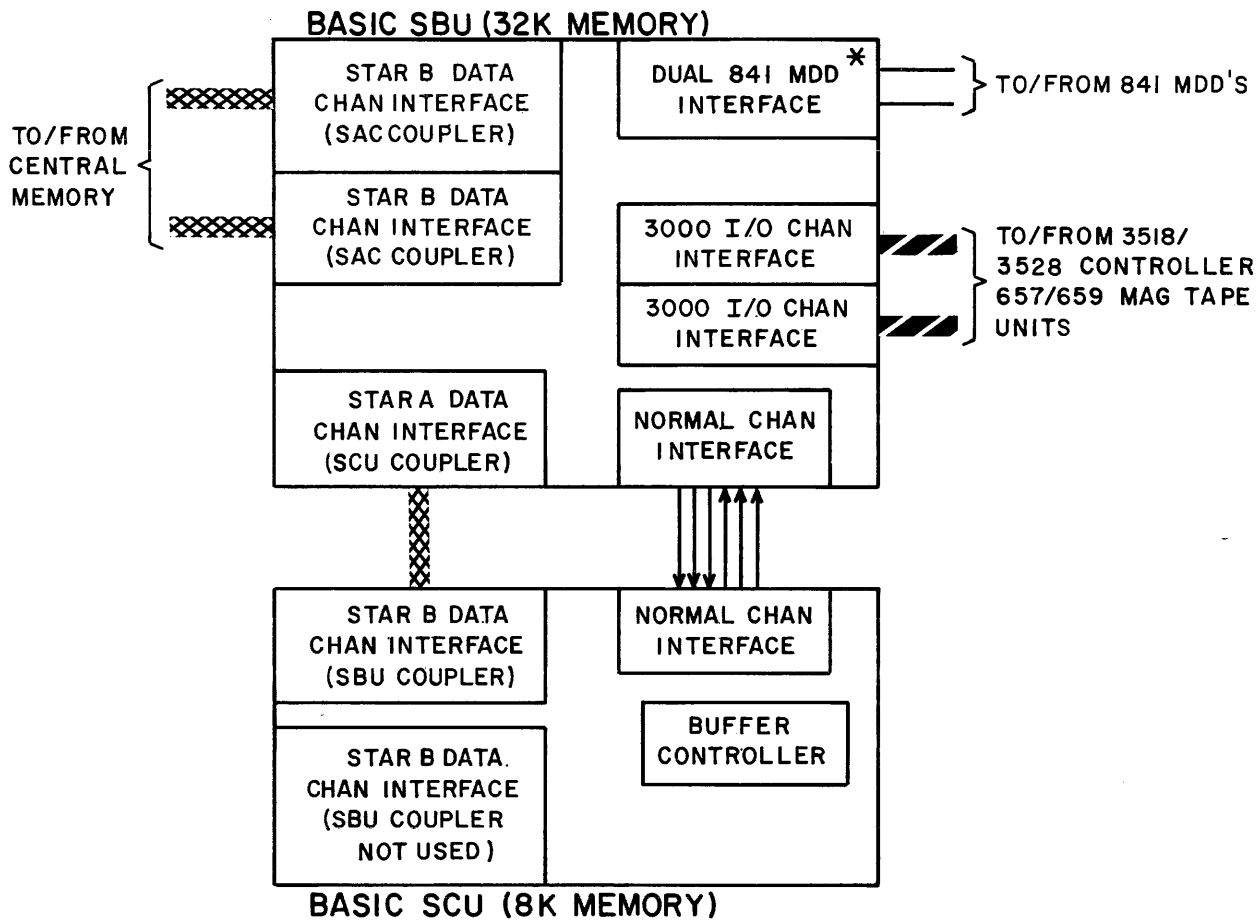 BASIC SBU (32K MEMORY)
STAR B DATA
CHAN INTERFACE
(SAC COUPLER)
DUAL 841 MDD *
INTERFACE
TO/FROM 841 MDD'S
TO/FROM
CENTRAL
MEMORY
STAR B DATA
CHAN INTERFACE
(SAC COUPLER)
3000 I/O CHAN
INTERFACE
3000 I/O CHAN
INTERFACE
TO/FROM 3518/
3528 CONTROLLER
657/659 MAG TAPE
UNITS
STAR A DATA
CHAN INTERFACE
(SCU COUPLER)
NORMAL CHAN
INTERFACE
STAR B DATA
CHAN INTERFACE
(SBU COUPLER)
NORMAL CHAN
INTERFACE
BUFFER
CONTROLLER
STAR B DATA.
CHAN INTERFACE
(SBU COUPLER
NOT USED)
BASIC SCU (8K MEMORY)